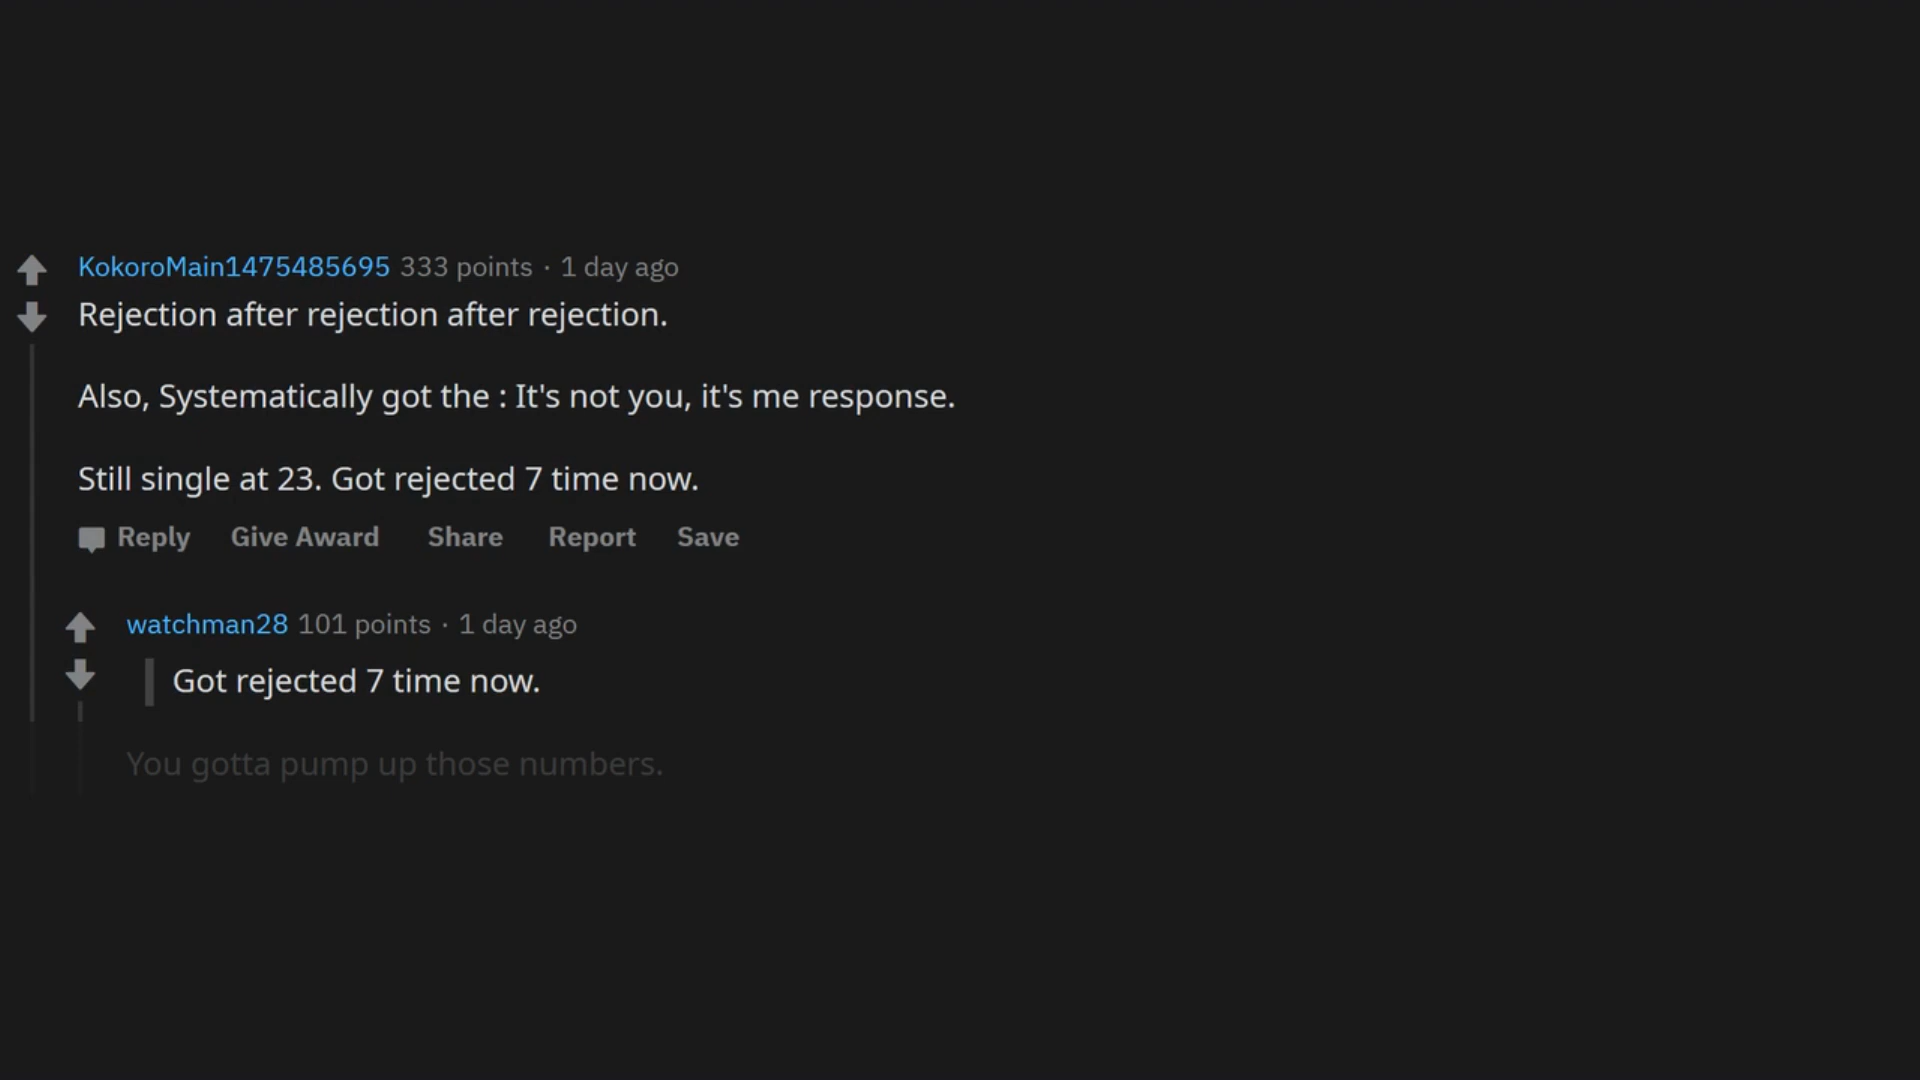 KokoroMain1475485695 333 points · 1 day ago
Rejection after rejection after rejection.
Also, Systematically got the : It's not you, it's me response.
Still single at 23. Got rejected 7 time now.
Reply Give Award Share Report Save
watchman28 101 points · 1 day ago
Got rejected 7 time now.
You gotta pump up those numbers.